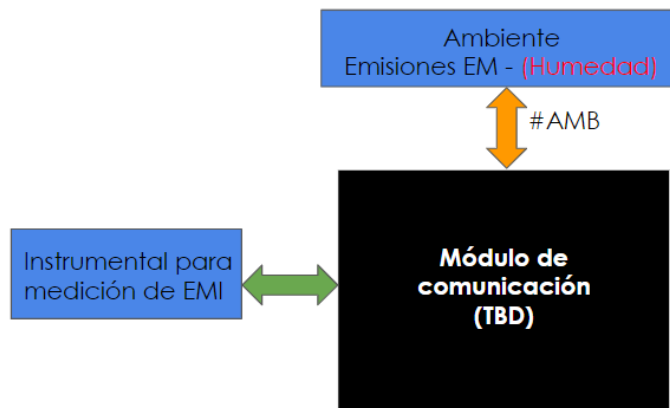 Ambiente
Emisiones EM - (Humedad)
#AMB
Instrumental para
medición de EMI
Módulo de
comunicación
(TBD)